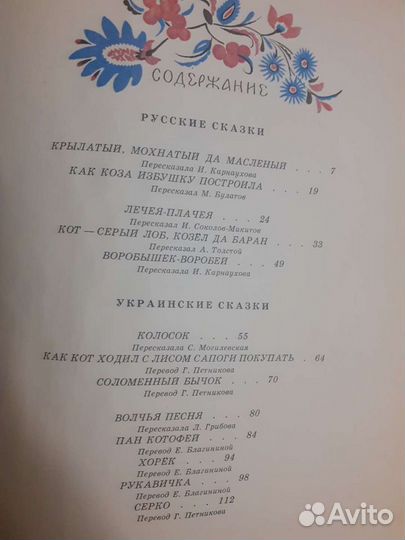 СОДЕРЖАНИЕ
РУССКИЕ СКАЗКИ
КРЫЛАТЫЙ, МОХНАТЫЙ ДА МАСЛЕНЫЙ . . . 7
Пересказала И. Карнаухова
КАК КОЗА ИЗБУШКУ ПОСТРОИЛА . . . 19
Пересказал М. Булатов
ЛЕЧЕЯ-ПЛАЧЕЯ . . . 24
Пересказал И. Соколов-Микитов
КОТ — СЕРЫЙ ЛОБ, КОЗЁЛ ДА БАРАН . . . 33
Пересказал А. Толстой
ВОРОБЫШЕК-ВОРОБЕЙ . . . 49
Пересказала И. Карнаухова
УКРАИНСКИЕ СКАЗКИ
КОЛОСОК . . . 55
Пересказала С. Могилевская
КАК КОТ ХОДИЛ С ЛИСОМ САПОГИ ПОКУПАТЬ . 64
Перевод Г. Петникова
СОЛОМЕННЫЙ БЫЧОК . . . 70
Перевод Г. Петникова
ВОЛЧЬЯ ПЕСНЯ . . . 80
Пересказала Л. Грибова
ПАН КОТОФЕЙ . . . 84
Перевод Е. Благининой
ХОРЁК . . . 94
Перевод Е. Благининой
РУКАВИЧКА . . . 98
Перевод Е. Благининой
СЕРКО . . . 112
Перевод Г. Петникова
Avito